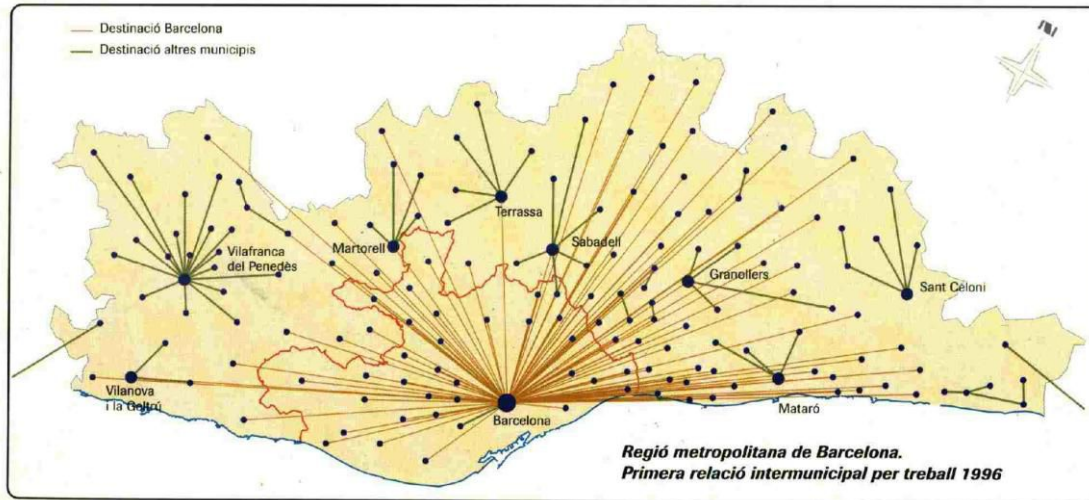 Destinació Barcelona
Destinació altres municipis
Terrassa
Martorell
Sabadell
Vilafranca
del Penedès
Granollers
Sant Celoni
Vilanova
i la Geltrú
Barcelona
Mataró
Regió metropolitana de Barcelona.
Primera relació intermunicipal per treball 1996